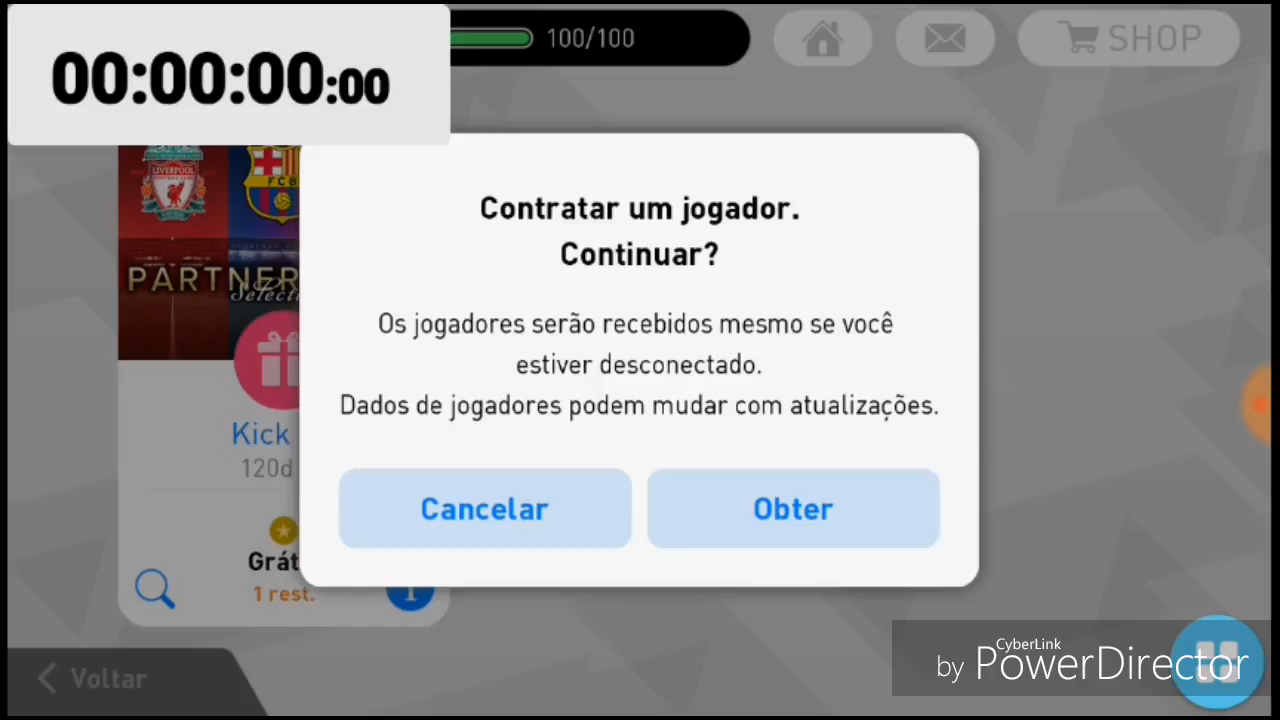 00:00:00:00
100/100
SHOP
LIVERPOOL
FCB
PARTNER
Selecti
Contratar um jogador.
Continuar?
Os jogadores serão recebidos mesmo se você
estiver desconectado.
Dados de jogadores podem mudar com atualizações.
Cancelar
Obter
Kick
120d
Grát
1 rest.
Voltar
CyberLink
by PowerDirector